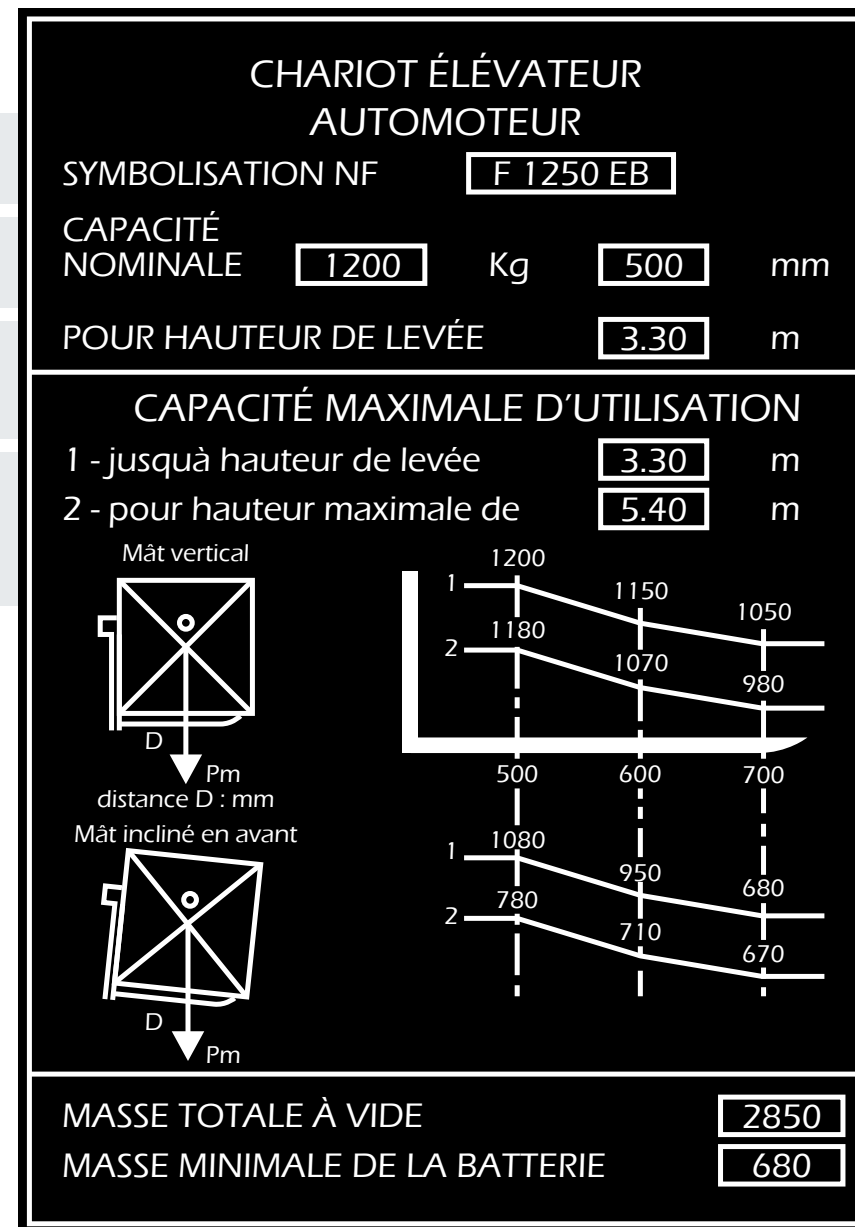 CHARIOT ÉLÉVATEUR
AUTOMOTEUR
SYMBOLISATION NF F 1250 EB
CAPACITÉ
NOMINALE 1200 Kg 500 mm
POUR HAUTEUR DE LEVÉE 3.30 m
CAPACITÉ MAXIMALE D'UTILISATION
1 - jusquà hauteur de levée 3.30 m
2 - pour hauteur maximale de 5.40 m
Mât vertical
D
Pm
distance D : mm
1200
1 1150 1050
1180
2 1070 980
500 600 700
Mât incliné en avant
D
Pm
1 1080 950 680
2 780 710 670
MASSE TOTALE À VIDE 2850
MASSE MINIMALE DE LA BATTERIE 680